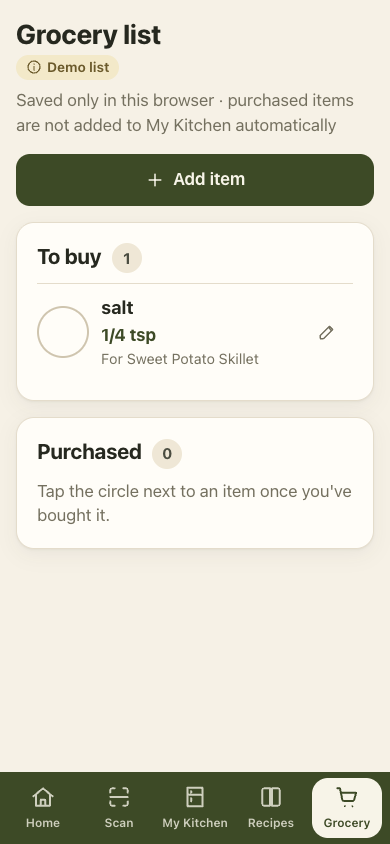 Grocery list
Demo list
Saved only in this browser · purchased items
are not added to My Kitchen automatically
+ Add item
To buy 1
salt
1/4 tsp
For Sweet Potato Skillet
Purchased 0
Tap the circle next to an item once you've
bought it.
Home Scan My Kitchen Recipes Grocery